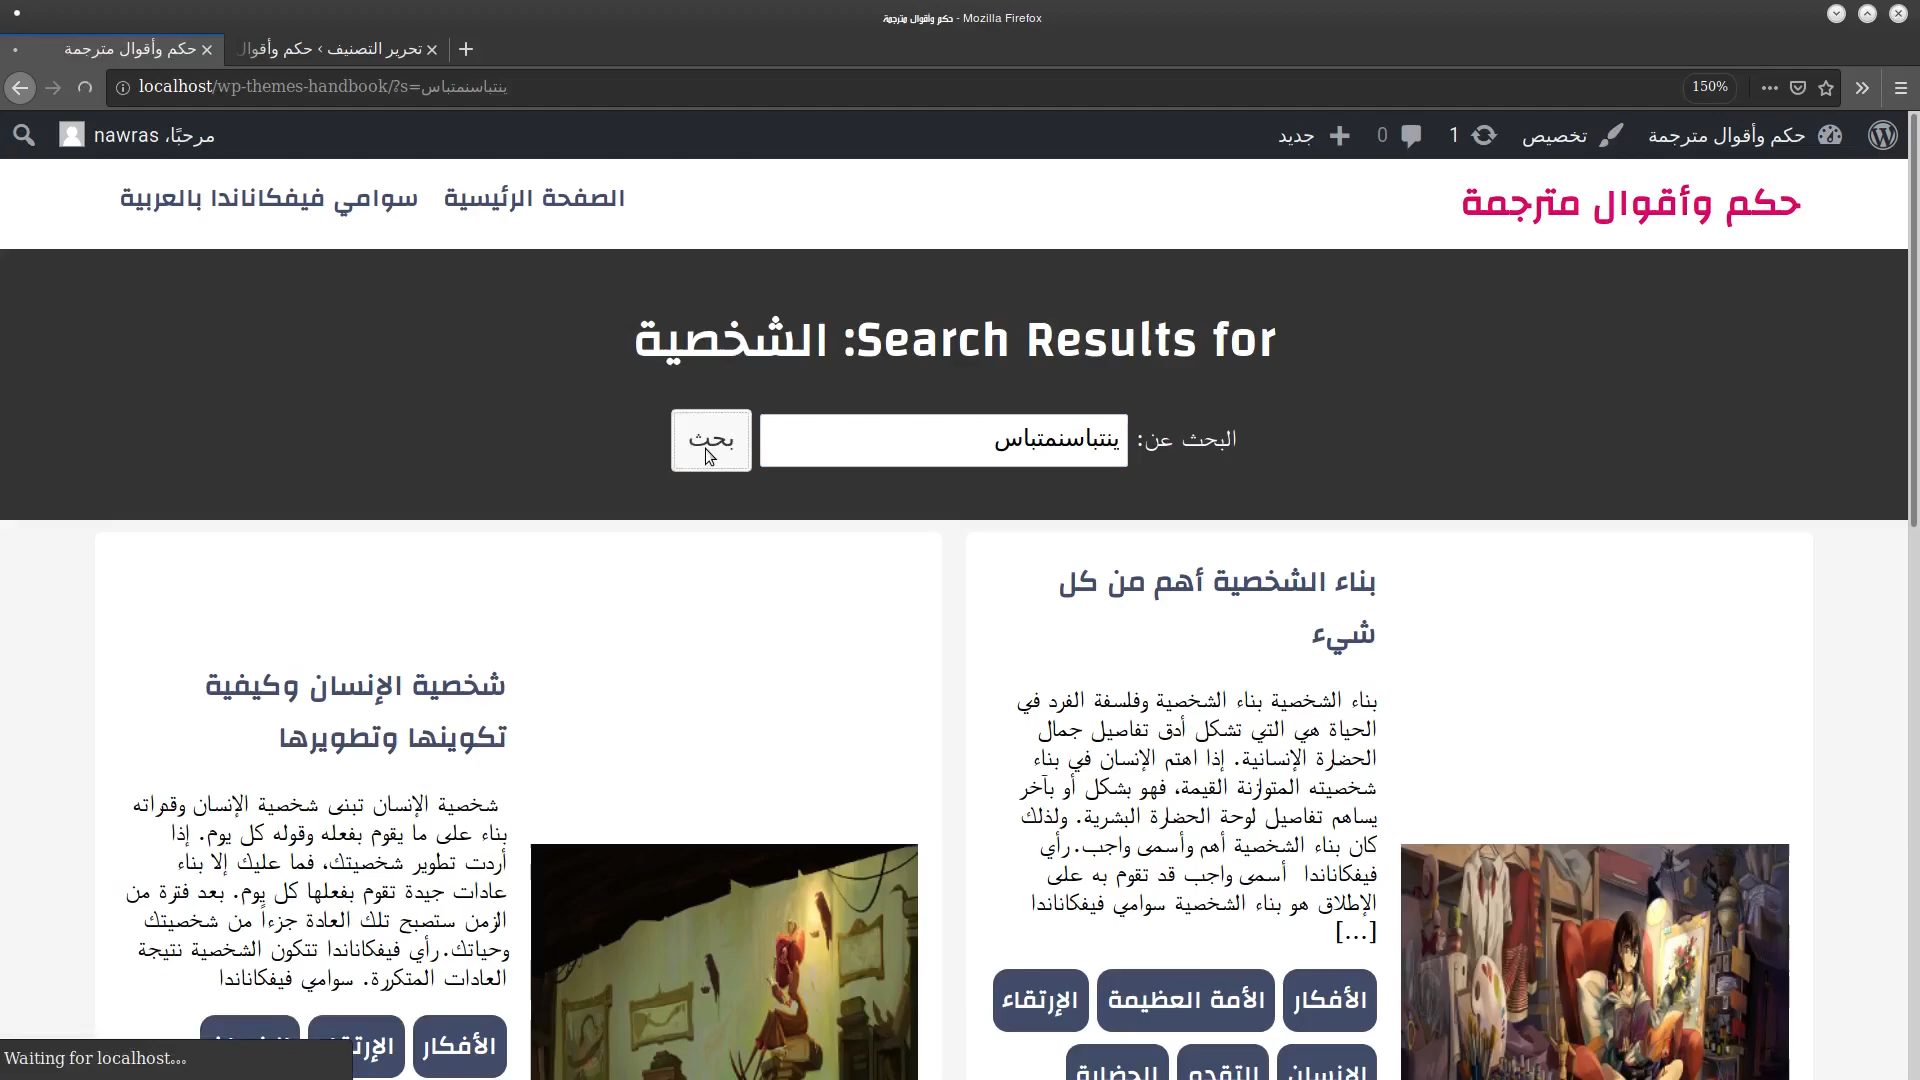 حكم وأقوال مترجمة - Mozilla Firefox
حكم وأقوال مترجمة
تحرير التصنيف ‹ حكم وأقوال
localhost/wp-themes-handbook/?s=ينتباسنمتباس
150%
حكم وأقوال مترجمة
تخصيص
1
0
جديد
مرحبًا، nawras
حكم وأقوال مترجمة
الصفحة الرئيسية
سوامي فيفكاناندا بالعربية
Search Results for: الشخصية
البحث عن:
ينتباسنمتباس
بحث
بناء الشخصية أهم من كل
شيء
بناء الشخصية بناء الشخصية وفلسفة الفرد في
الحياة هي التي تشكل أدق تفاصيل جمال
الحضارة الإنسانية. إذا اهتم الإنسان في بناء
شخصيته المتوازنة القيمة، فهو بشكل أو بآخر
يساهم تفاصيل لوحة الحضارة البشرية. ولذلك
كان بناء الشخصية أهم وأسمى واجب. رأي
فيفكاناندا أسمى واجب قد تقوم به على
الإطلاق هو بناء الشخصية سوامي فيفكاناندا
[…]
الأفكار
الأمة العظيمة
الإرتقاء
الإنسان
التقدم
الحضارة
شخصية الإنسان وكيفية
تكوينها وتطويرها
شخصية الإنسان تبنى شخصية الإنسان وقدراته
بناء على ما يقوم بفعله وقوله كل يوم. إذا
أردت تطوير شخصيتك، فما عليك إلا بناء
عادات جيدة تقوم بفعلها كل يوم. بعد فترة من
الزمن ستصبح تلك العادة جزءاً من شخصيتك
وحياتك. رأي فيفكاناندا تتكون الشخصية نتيجة
العادات المتكررة. سوامي فيفكاناندا
الأفكار
Waiting for localhost…